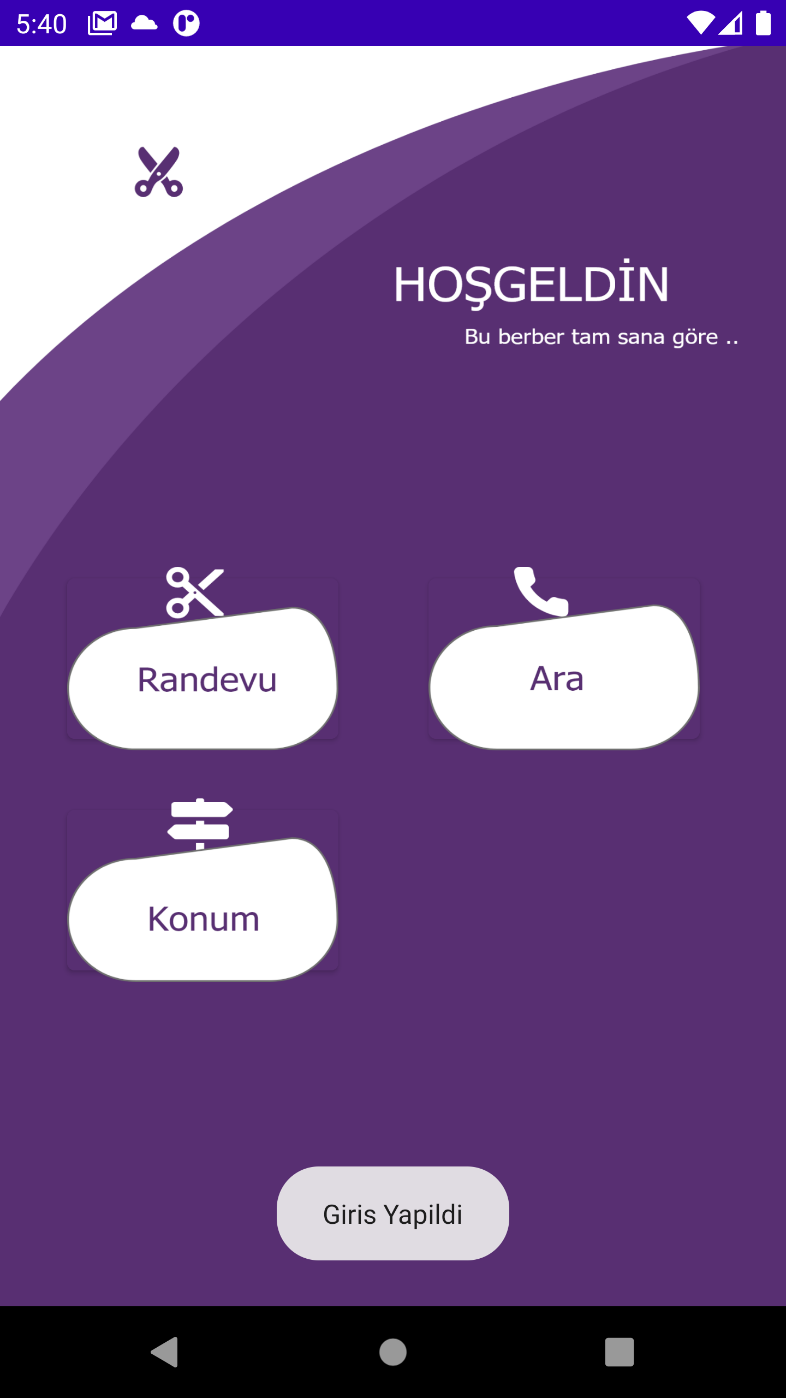 5:40
HOŞGELDİN
Bu berber tam sana göre ..
Randevu
Ara
Konum
Giris Yapildi